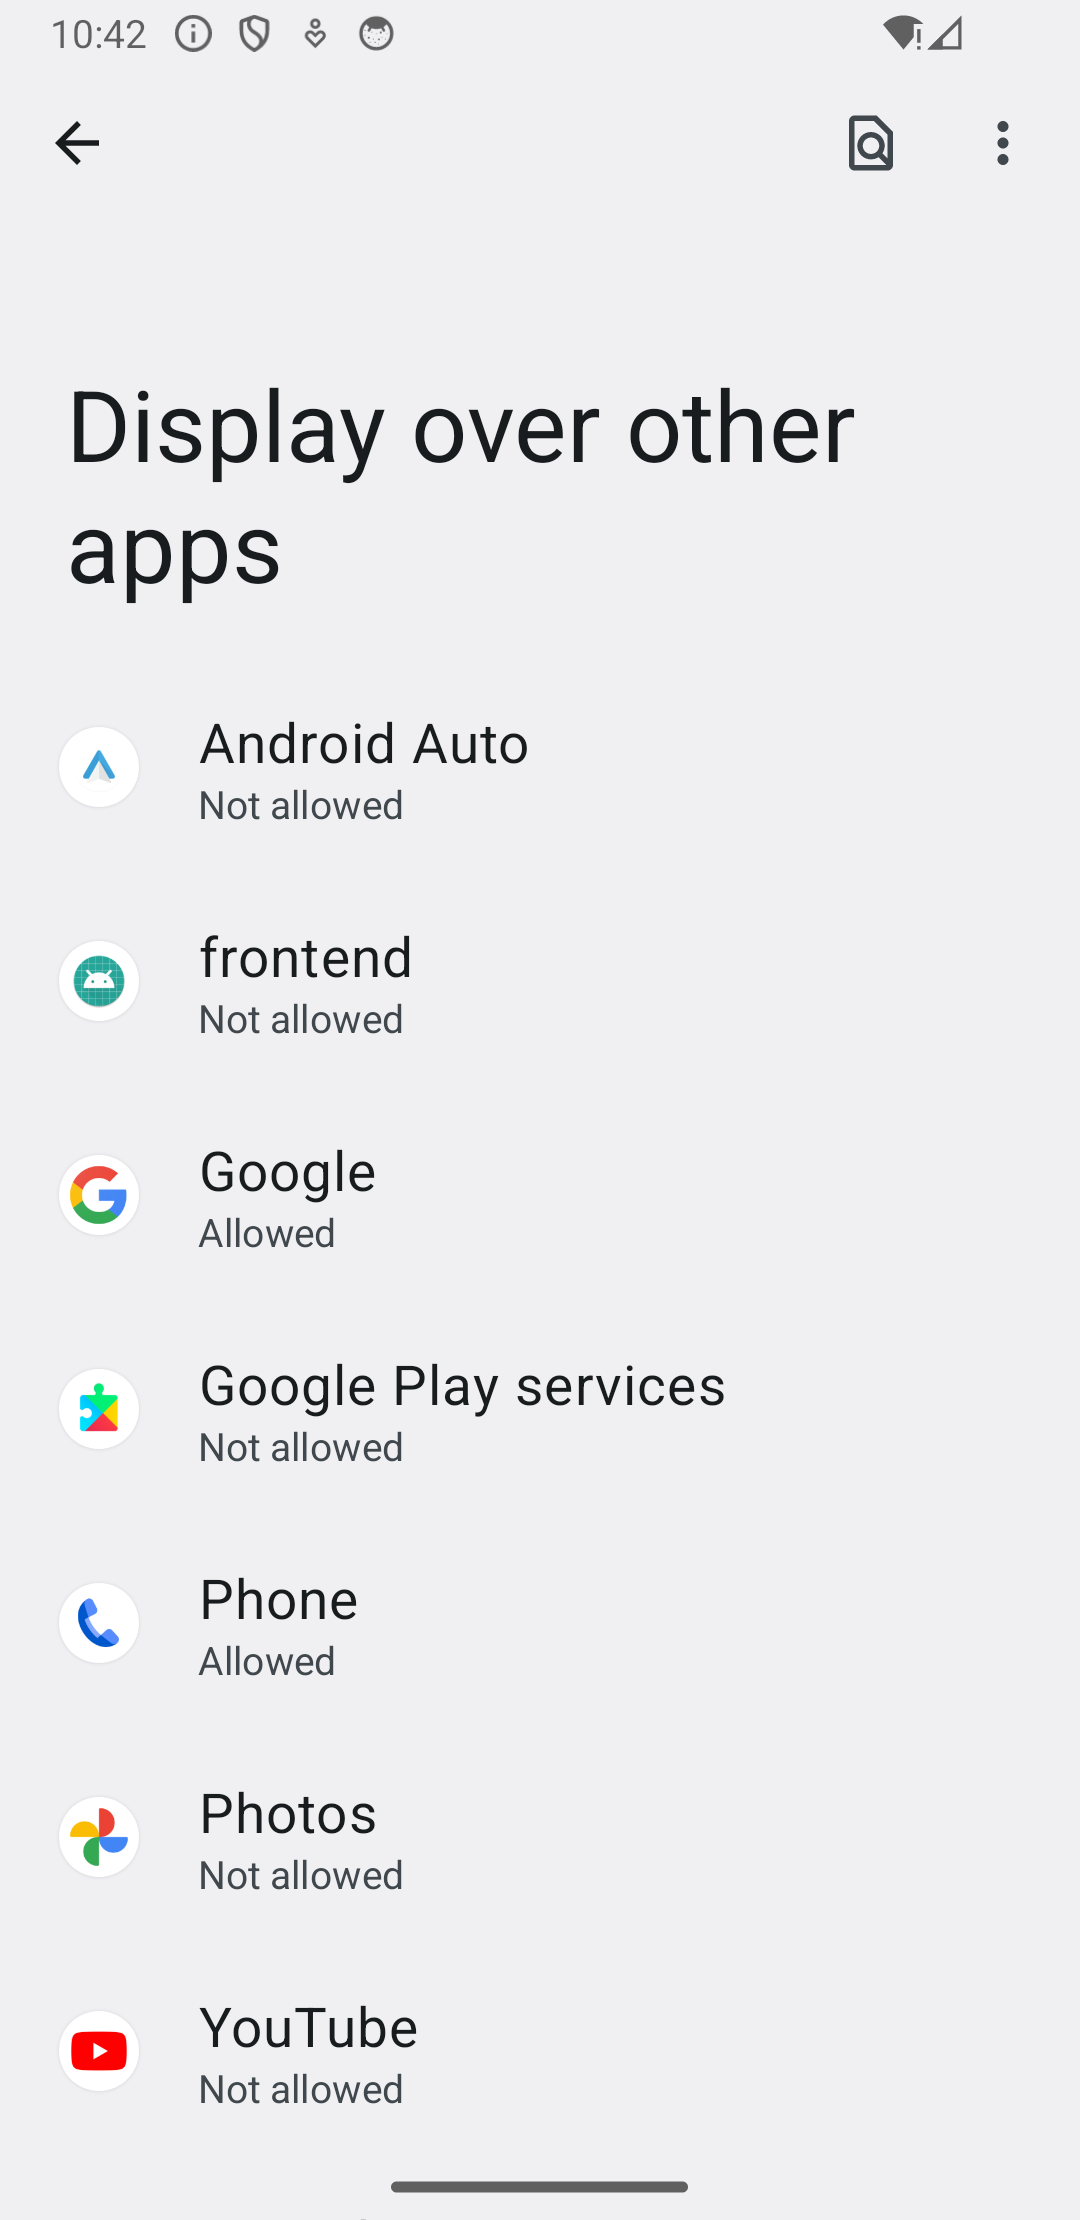 10:42
Display over other
apps
Android Auto
Not allowed
frontend
Not allowed
Google
Allowed
Google Play services
Not allowed
Phone
Allowed
Photos
Not allowed
YouTube
Not allowed